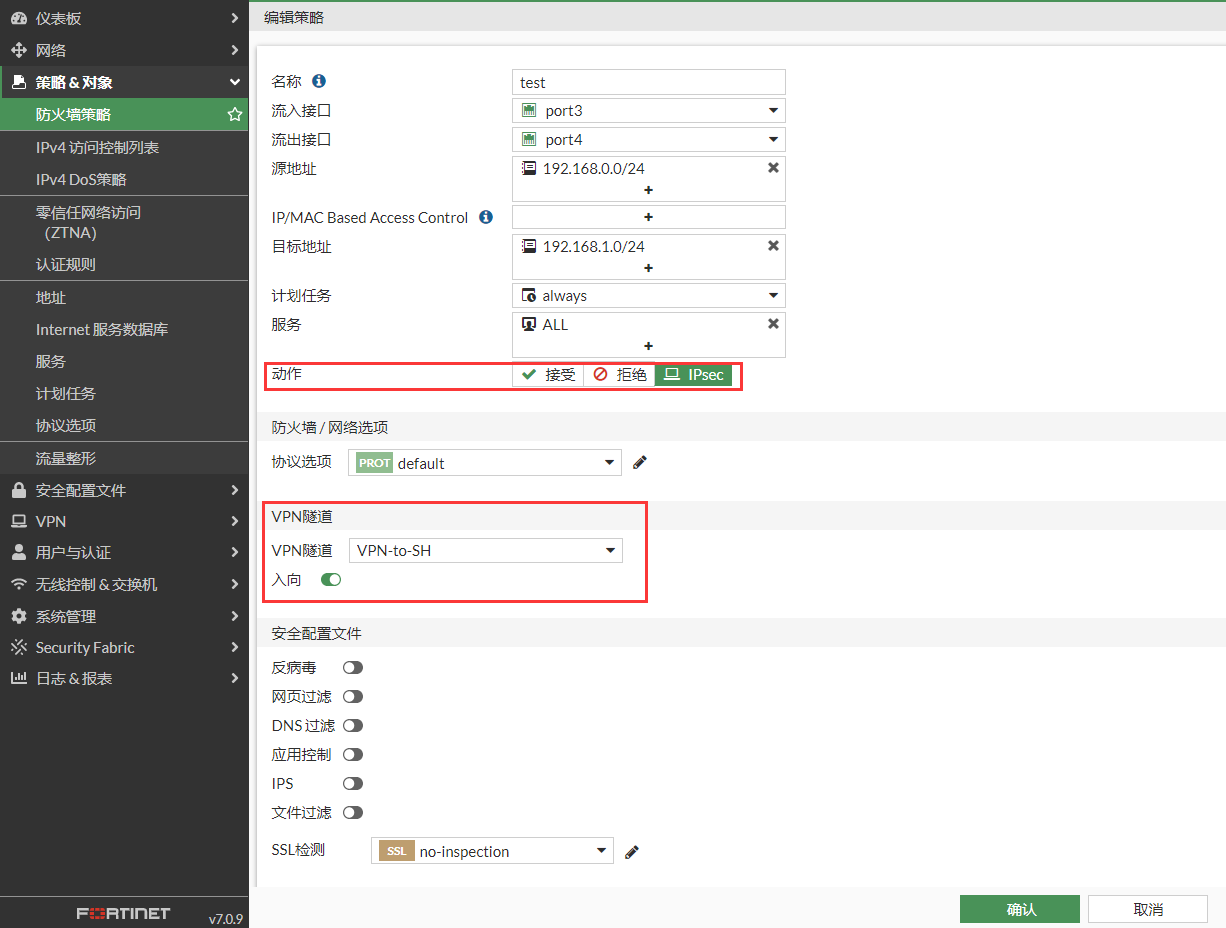 仪表板
网络
策略 & 对象
防火墙策略
IPv4 访问控制列表
IPv4 DoS策略
零信任网络访问
（ZTNA）
认证规则
地址
Internet 服务数据库
服务
计划任务
协议选项
流量整形
安全配置文件
VPN
用户与认证
无线控制 & 交换机
系统管理
Security Fabric
日志 & 报表
FORTINET v7.0.9
编辑策略
名称 test
流入接口 port3
流出接口 port4
源地址 192.168.0.0/24
+
IP/MAC Based Access Control +
目标地址 192.168.1.0/24
+
计划任务 always
服务 ALL
+
动作 接受 拒绝 IPsec
防火墙 / 网络选项
协议选项 PROT default
VPN隧道
VPN隧道 VPN-to-SH
入向
安全配置文件
反病毒
网页过滤
DNS 过滤
应用控制
IPS
文件过滤
SSL检测 SSL no-inspection
确认 取消